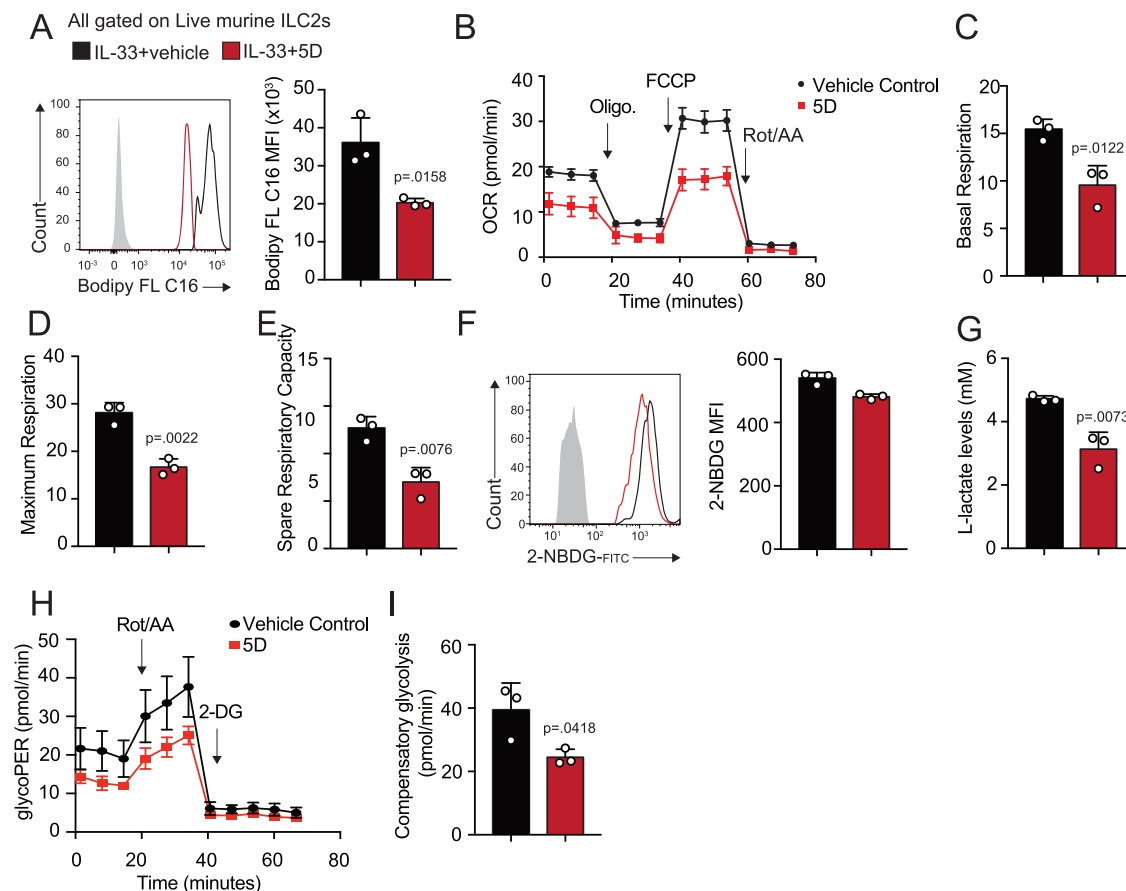 A
All gated on Live murine ILC2s
IL-33+vehicle
IL-33+5D
100
80
60
40
20
0
Count
-10-3
0
103
104
105
Bodipy FL C16
Bodipy FL C16 MFI (x10³)
40
30
20
10
0
p=.0158
B
OCR (pmol/min)
40
30
20
10
0
Oligo.
FCCP
Rot/AA
Vehicle Control
5D
0
20
40
60
80
Time (minutes)
C
Basal Respiration
20
15
10
5
0
p=.0122
D
Maximum Respiration
40
30
20
10
0
p=.0022
E
Spare Respiratory Capacity
15
10
5
0
p=.0076
F
100
80
60
40
20
0
Count
10¹
10²
10³
2-NBDG-FITC
2-NBDG MFI
600
400
200
0
G
L-lactate levels (mM)
6
4
2
0
p=.0073
H
glycoPER (pmol/min)
50
40
30
20
10
0
Rot/AA
2-DG
Vehicle Control
5D
0
20
40
60
80
Time (minutes)
I
Compensatory glycolysis
(pmol/min)
60
40
20
0
p=.0418